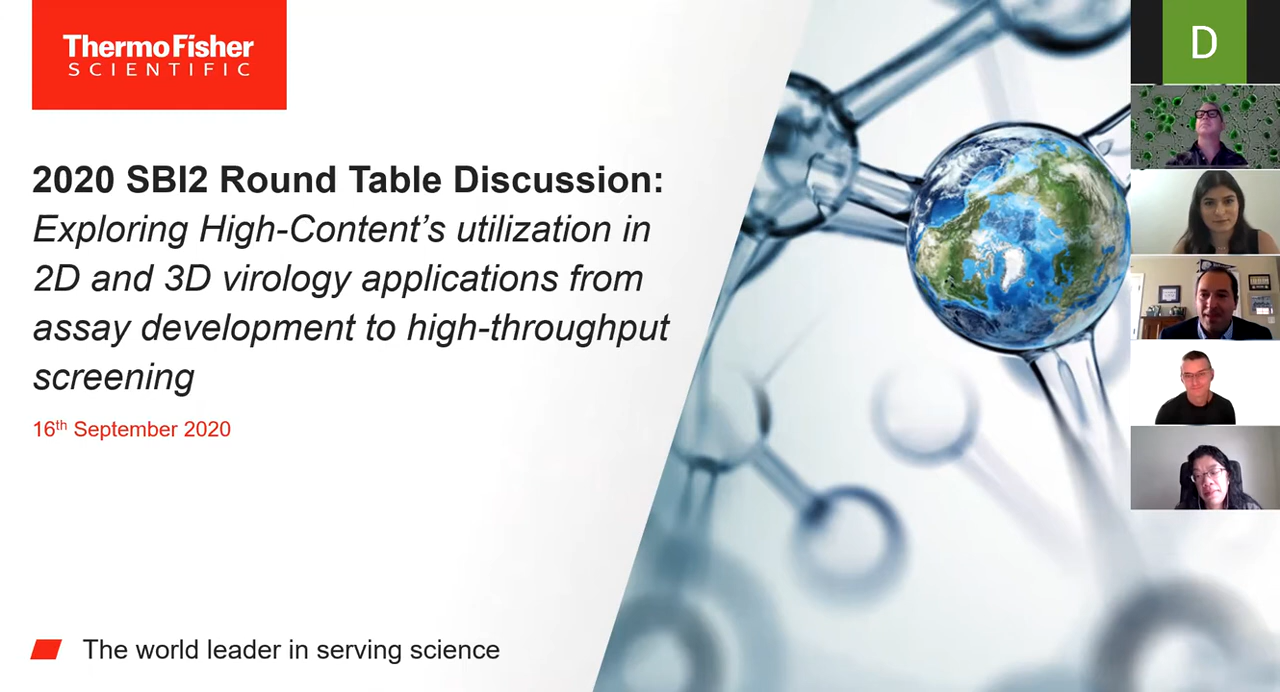 ThermoFisher
SCIENTIFIC
2020 SBI2 Round Table Discussion:
Exploring High-Content’s utilization in
2D and 3D virology applications from
assay development to high-throughput
screening
16th September 2020
The world leader in serving science
D